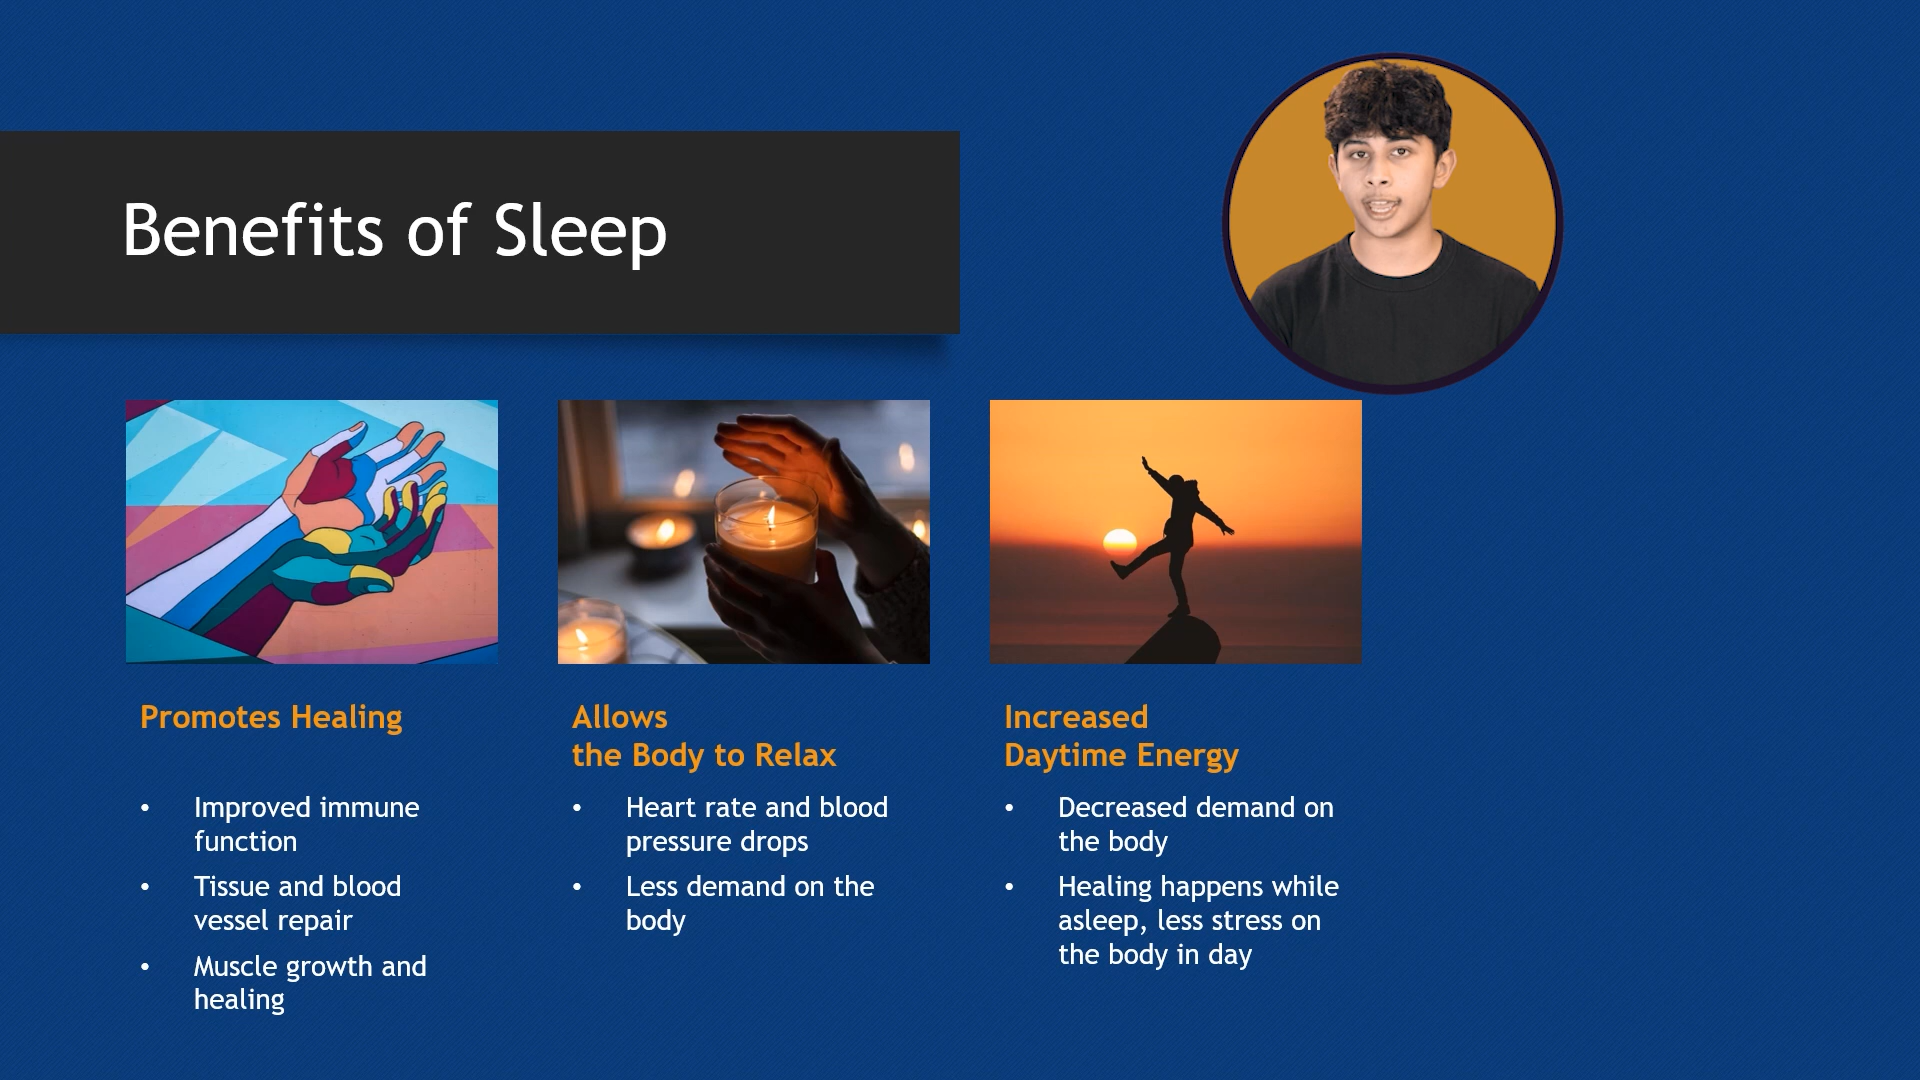 Benefits of Sleep
Promotes Healing
• Improved immune
function
• Tissue and blood
vessel repair
• Muscle growth and
healing
Allows
the Body to Relax
• Heart rate and blood
pressure drops
• Less demand on the
body
Increased
Daytime Energy
• Decreased demand on
the body
• Healing happens while
asleep, less stress on
the body in day